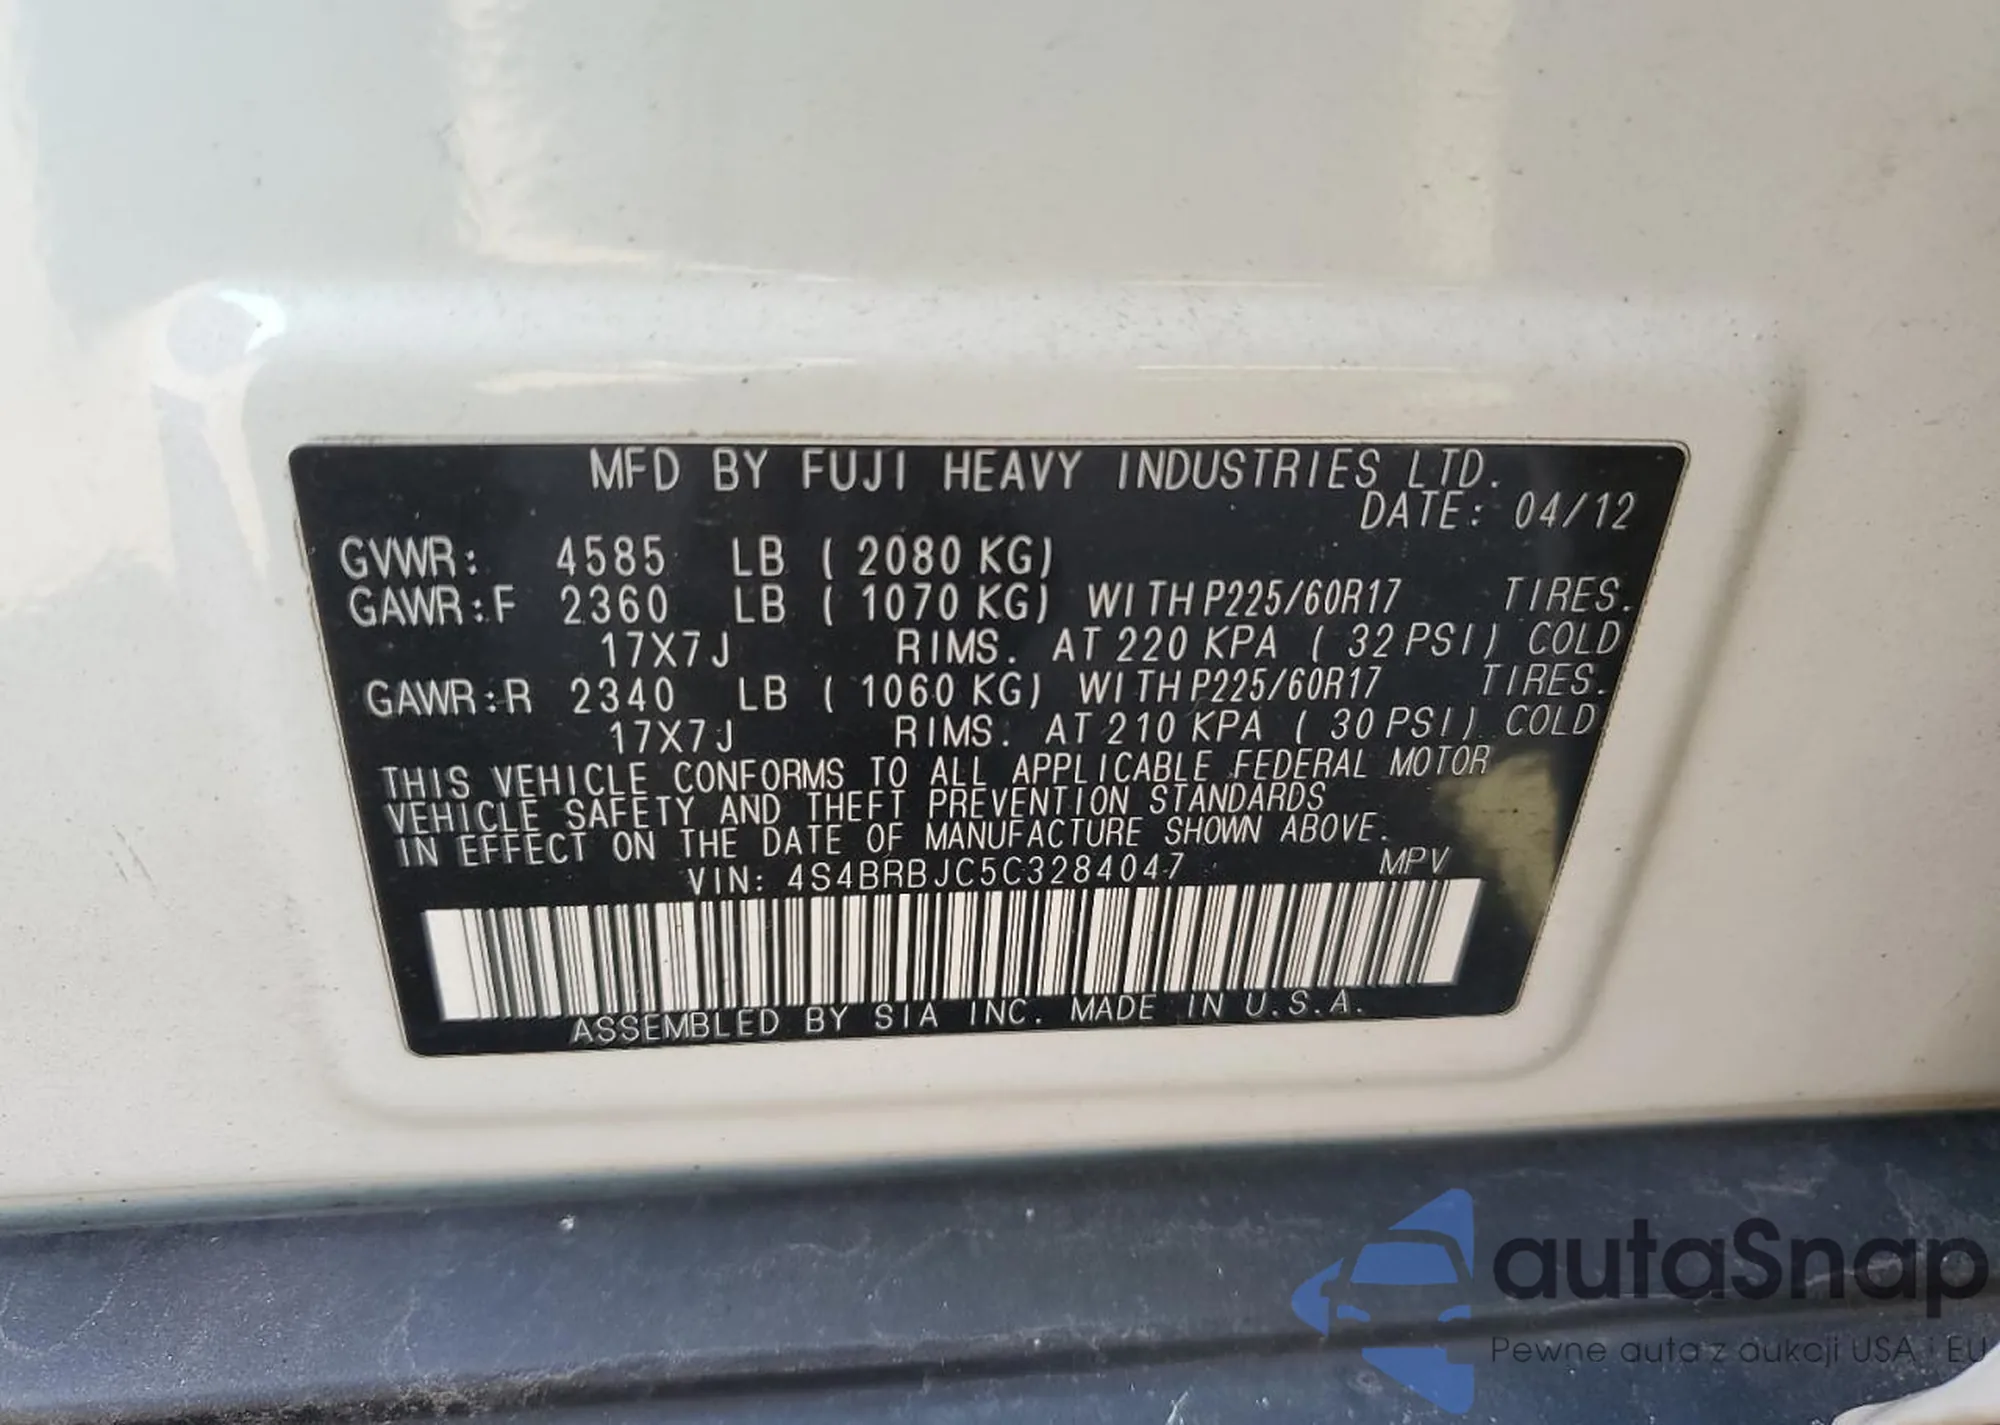 MFD BY FUJI HEAVY INDUSTRIES LTD.
DATE: 04/12
GVWR: 4585 LB ( 2080 KG)
GAWR:F 2360 LB ( 1070 KG) WITH P225/60R17 TIRES.
17X7J RIMS. AT 220 KPA ( 32 PSI) COLD
GAWR:R 2340 LB ( 1060 KG) WITH P225/60R17 TIRES.
17X7J RIMS. AT 210 KPA ( 30 PSI) COLD
THIS VEHICLE CONFORMS TO ALL APPLICABLE FEDERAL MOTOR
VEHICLE SAFETY AND THEFT PREVENTION STANDARDS
IN EFFECT ON THE DATE OF MANUFACTURE SHOWN ABOVE.
VIN: 4S4BRBJC5C3284047 MPV
ASSEMBLED BY SIA INC. MADE IN U.S.A.
autaSnap
Pewne auta z aukcji USA i EU